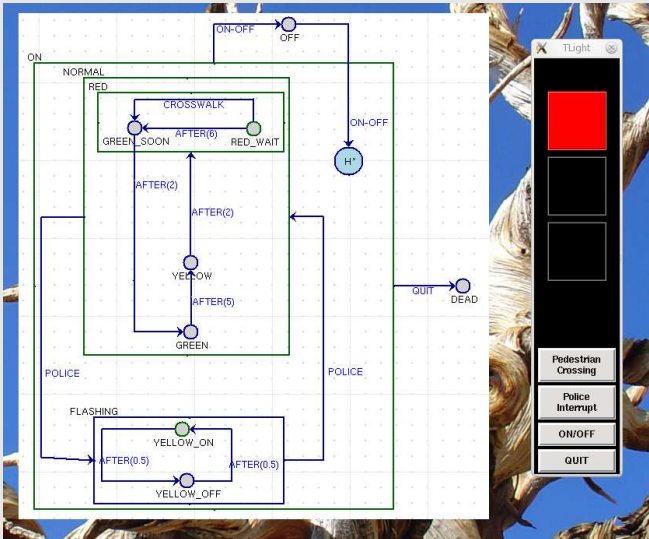 ON-OFF
OFF
ON
NORMAL
RED
CROSSWALK
AFTER(6)
GREEN_SOON
RED_WAIT
ON-OFF
H*
AFTER(2)
AFTER(2)
YELLOW
AFTER(5)
GREEN
QUIT
DEAD
POLICE
POLICE
FLASHING
YELLOW_ON
AFTER(0.5)
AFTER(0.5)
YELLOW_OFF
TLight
Pedestrian
Crossing
Police
Interrupt
ON/OFF
QUIT